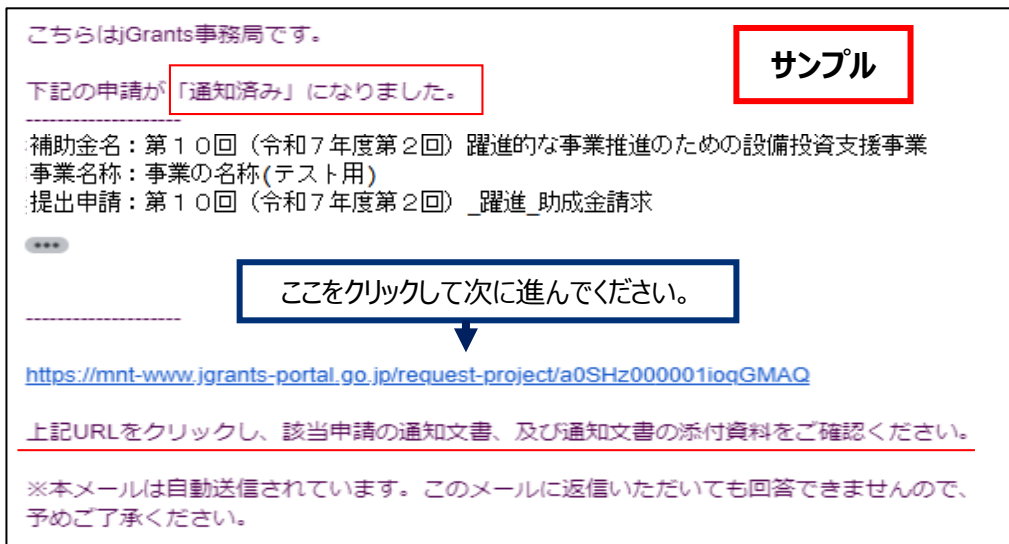 こちらはjGrants事務局です。
サンプル
下記の申請が「通知済み」になりました。
--------------------
補助金名：第１０回（令和７年度第２回）躍進的な事業推進のための設備投資支援事業
事業名称：事業の名称(テスト用)
提出申請：第１０回（令和７年度第２回）_躍進_助成金請求
ここをクリックして次に進んでください。
--------------------
https://mnt-www.jgrants-portal.go.jp/request-project/a0SHz000001ioqGMAQ
上記URLをクリックし、該当申請の通知文書、及び通知文書の添付資料をご確認ください。
※本メールは自動送信されています。このメールに返信いただいても回答できませんので、
予めご了承ください。